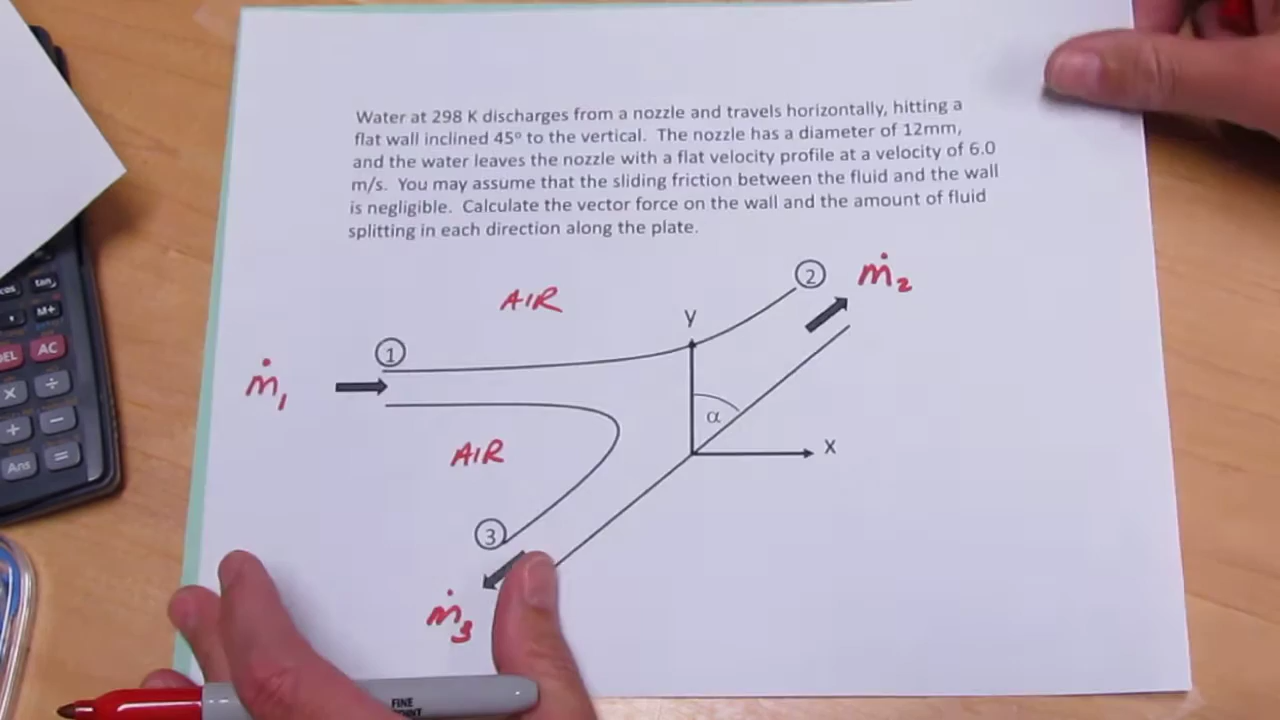 Water at 298 K discharges from a nozzle and travels horizontally, hitting a
flat wall inclined 45° to the vertical. The nozzle has a diameter of 12mm,
and the water leaves the nozzle with a flat velocity profile at a velocity of 6.0
m/s. You may assume that the sliding friction between the fluid and the wall
is negligible. Calculate the vector force on the wall and the amount of fluid
splitting in each direction along the plate.
AIR
2
ṁ₂
y
1
ṁ₁
α
x
AIR
3
ṁ₃
tan
M+
AC
×
÷
+
−
Ans
=
FINE